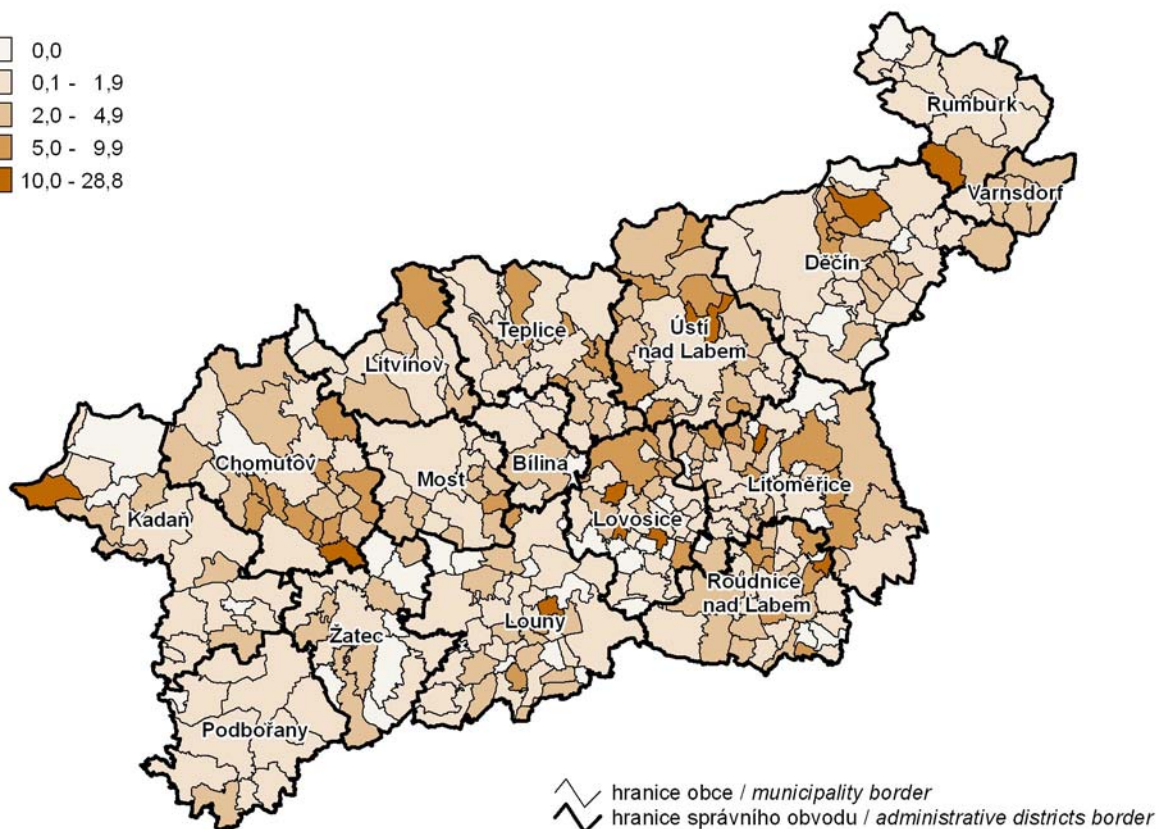 0,0
0,1 - 1,9
2,0 - 4,9
5,0 - 9,9
10,0 - 28,8
Rumburk
Varnsdorf
Děčín
Ústí
nad Labem
Teplice
Litvínov
Chomutov
Most
Bílina
Litoměřice
Kadaň
Lovosice
Roudnice
nad Labem
Louny
Žatec
Podbořany
hranice obce / municipality border
hranice správního obvodu / administrative districts border